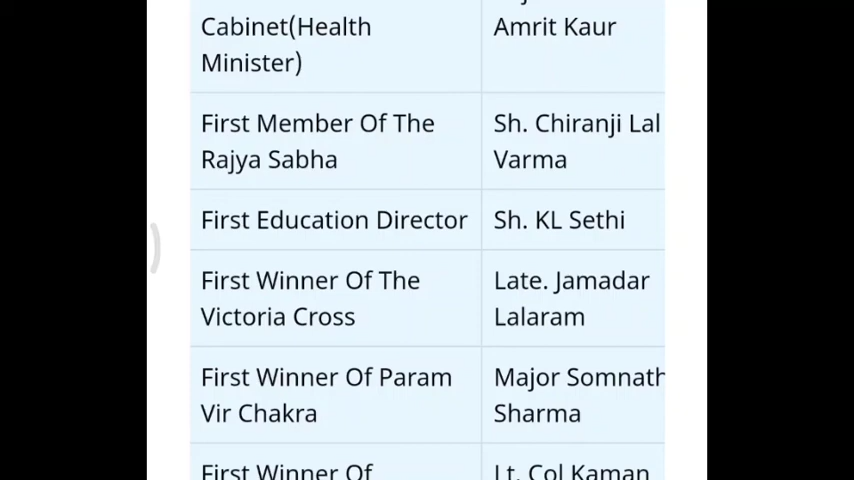 Cabinet(Health
Minister)
Amrit Kaur
First Member Of The
Rajya Sabha
Sh. Chiranji Lal
Varma
First Education Director
Sh. KL Sethi
First Winner Of The
Victoria Cross
Late. Jamadar
Lalaram
First Winner Of Param
Vir Chakra
Major Somnath
Sharma
First Winner Of
Lt. Col Kaman